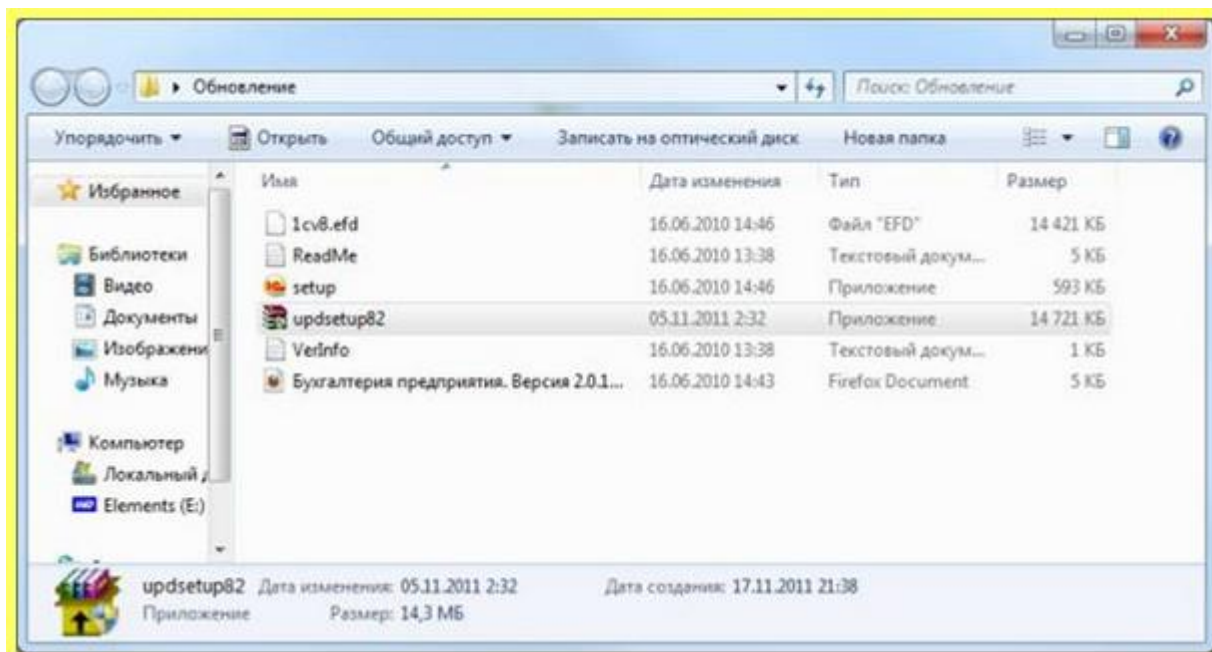 Обновление
Поиск: Обновление
Упорядочить Открыть Общий доступ Записать на оптический диск Новая папка
Избранное
Библиотеки
Видео
Документы
Изображени
Музыка
Компьютер
Локальный д
Elements (E:)
Имя Дата изменения Тип Размер
1cv8.efd 16.06.2010 14:46 Файл "EFD" 14 421 КБ
ReadMe 16.06.2010 13:38 Текстовый докум... 5 КБ
setup 16.06.2010 14:46 Приложение 593 КБ
updsetup82 05.11.2011 2:32 Приложение 14 721 КБ
VerInfo 16.06.2010 13:38 Текстовый докум... 1 КБ
Бухгалтерия предприятия. Версия 2.0.1... 16.06.2010 14:43 Firefox Document 5 КБ
updsetup82 Дата изменения: 05.11.2011 2:32 Дата создания: 17.11.2011 21:38
Приложение Размер: 14,3 МБ